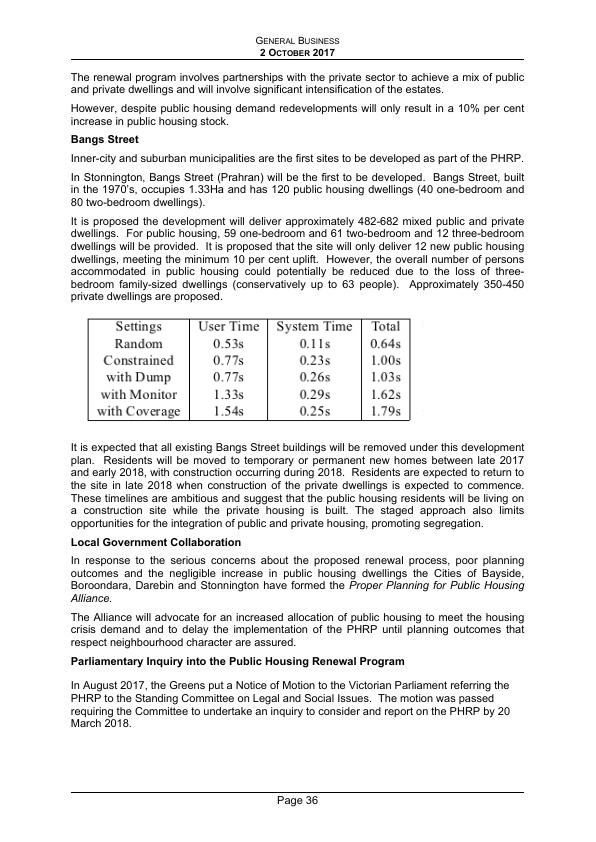 GENERAL BUSINESS
2 OCTOBER 2017
The renewal program involves partnerships with the private sector to achieve a mix of public
and private dwellings and will involve significant intensification of the estates.
However, despite public housing demand redevelopments will only result in a 10% per cent
increase in public housing stock.
Bangs Street
Inner-city and suburban municipalities are the first sites to be developed as part of the PHRP.
In Stonnington, Bangs Street (Prahran) will be the first to be developed. Bangs Street, built
in the 1970's, occupies 1.33Ha and has 120 public housing dwellings (40 one-bedroom and
80 two-bedroom dwellings).
It is proposed the development will deliver approximately 482-682 mixed public and private
dwellings. For public housing, 59 one-bedroom and 61 two-bedroom and 12 three-bedroom
dwellings will be provided. It is proposed that the site will only deliver 12 new public housing
dwellings, meeting the minimum 10 per cent uplift. However, the overall number of persons
accommodated in public housing could potentially be reduced due to the loss of three-
bedroom family-sized dwellings (conservatively up to 63 people). Approximately 350-450
private dwellings are proposed.
Settings User Time System Time Total
Random 0.53s 0.11s 0.64s
Constrained 0.77s 0.23s 1.00s
with Dump 0.77s 0.26s 1.03s
with Monitor 1.33s 0.29s 1.62s
with Coverage 1.54s 0.25s 1.79s
It is expected that all existing Bangs Street buildings will be removed under this development
plan. Residents will be moved to temporary or permanent new homes between late 2017
and early 2018, with construction occurring during 2018. Residents are expected to return to
the site in late 2018 when construction of the private dwellings is expected to commence.
These timelines are ambitious and suggest that the public housing residents will be living on
a construction site while the private housing is built. The staged approach also limits
opportunities for the integration of public and private housing, promoting segregation.
Local Government Collaboration
In response to the serious concerns about the proposed renewal process, poor planning
outcomes and the negligible increase in public housing dwellings the Cities of Bayside,
Boroondara, Darebin and Stonnington have formed the Proper Planning for Public Housing
Alliance.
The Alliance will advocate for an increased allocation of public housing to meet the housing
crisis demand and to delay the implementation of the PHRP until planning outcomes that
respect neighbourhood character are assured.
Parliamentary Inquiry into the Public Housing Renewal Program
In August 2017, the Greens put a Notice of Motion to the Victorian Parliament referring the
PHRP to the Standing Committee on Legal and Social Issues. The motion was passed
requiring the Committee to undertake an inquiry to consider and report on the PHRP by 20
March 2018.
Page 36